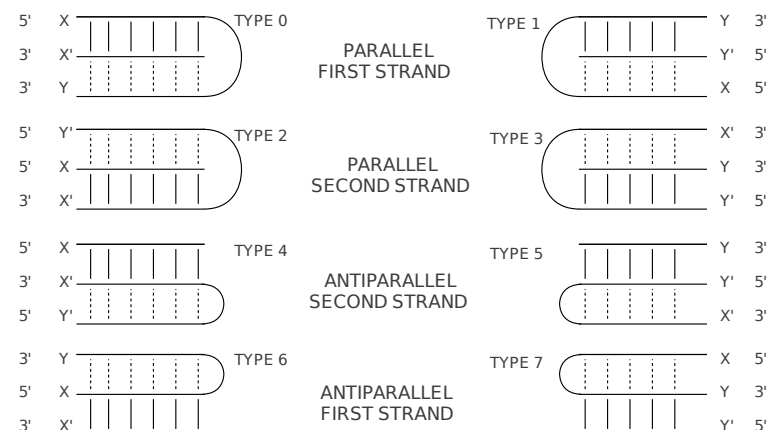 5' X TYPE 0 TYPE 1 Y 3'
3' X' PARALLEL Y' 5'
FIRST STRAND
3' Y X 5'
5' Y' TYPE 2 TYPE 3 X' 3'
5' X PARALLEL Y 3'
SECOND STRAND
3' X' Y' 5'
5' X TYPE 4 TYPE 5 Y 3'
3' X' ANTIPARALLEL Y' 5'
SECOND STRAND
5' Y' X' 3'
3' Y TYPE 6 TYPE 7 X 5'
5' X ANTIPARALLEL Y 3'
FIRST STRAND
3' X' Y' 5'